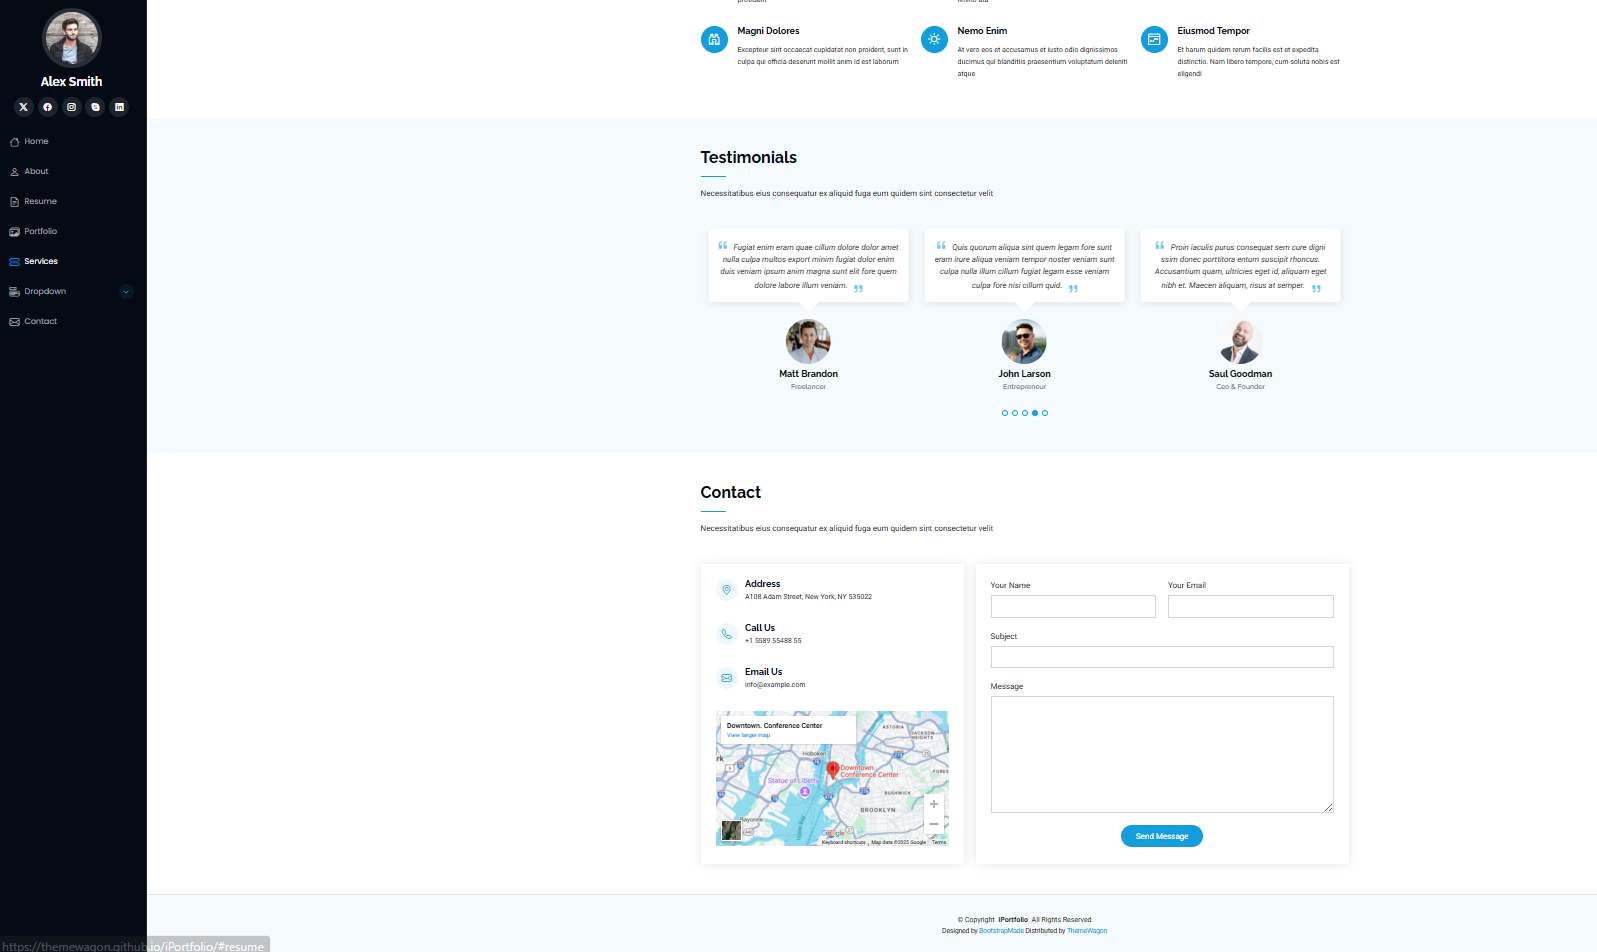 Alex Smith
Home
About
Resume
Portfolio
Services
Dropdown
Contact
https://themewagon.github.io/iPortfolio/#resume
Magni Dolores
Excepteur sint occaecat cupidatat non proident, sunt in
culpa qui officia deserunt mollit anim id est laborum
Nemo Enim
At vero eos et accusamus et iusto odio dignissimos
ducimus qui blanditiis praesentium voluptatum deleniti
atque
Eiusmod Tempor
Et harum quidem rerum facilis est et expedita
distinctio. Nam libero tempore, cum soluta nobis est
eligendi
Testimonials
Necessitatibus eius consequatur ex aliquid fuga eum quidem sint consectetur velit
Fugiat enim eram quae cillum dolore dolor amet
nulla culpa multos export minim fugiat dolor enim
duis veniam ipsum anim magna sunt elit fore quem
dolore labore illum veniam.
Matt Brandon
Freelancer
Quis quorum aliqua sint quem legam fore sunt
eram irure aliqua veniam tempor noster veniam sunt
culpa nulla illum cillum fugiat legam esse veniam
culpa fore nisi cillum quid.
John Larson
Entrepreneur
Proin iaculis purus consequat sem cure digni
ssim donec porttitora entum suscipit rhoncus.
Accusantium quam, ultricies eget id, aliquam eget
nibh et. Maecen aliquam, risus at semper.
Saul Goodman
Ceo & Founder
Contact
Necessitatibus eius consequatur ex aliquid fuga eum quidem sint consectetur velit
Address
A108 Adam Street, New York, NY 535022
Call Us
+1 5589 55488 55
Email Us
info@example.com
Downtown. Conference Center
View larger map
ASTORIA
JACKSON
HEIGHTS
Hoboken
Downtown
Conference Center
Statue of Liberty
BUSHWICK
BROOKLYN
Bayonne
Google
Keyboard shortcuts
Map data ©2025 Google
Terms
Your Name
Your Email
Subject
Message
Send Message
© Copyright iPortfolio All Rights Reserved
Designed by BootstrapMade Distributed by ThemeWagon